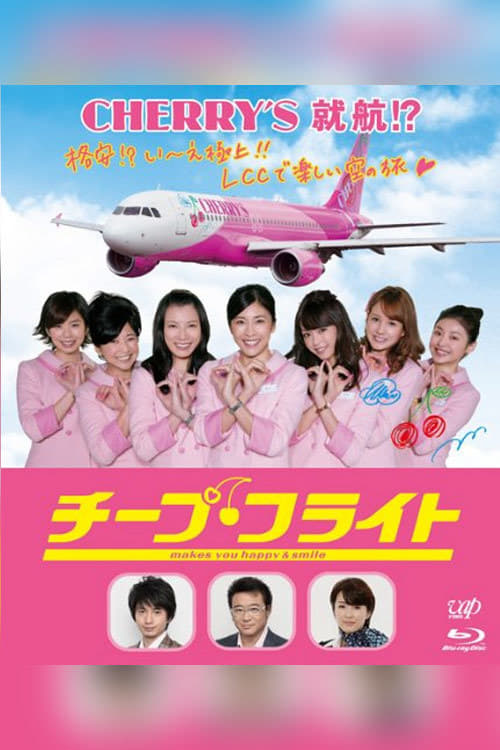 CHERRY'S 就航!?
格安!? い〜え極上!!
LCCで楽しい空の旅♥
CHERRY'S
チープ・フライト
makes you happy & smile
vap
Blu-ray Disc